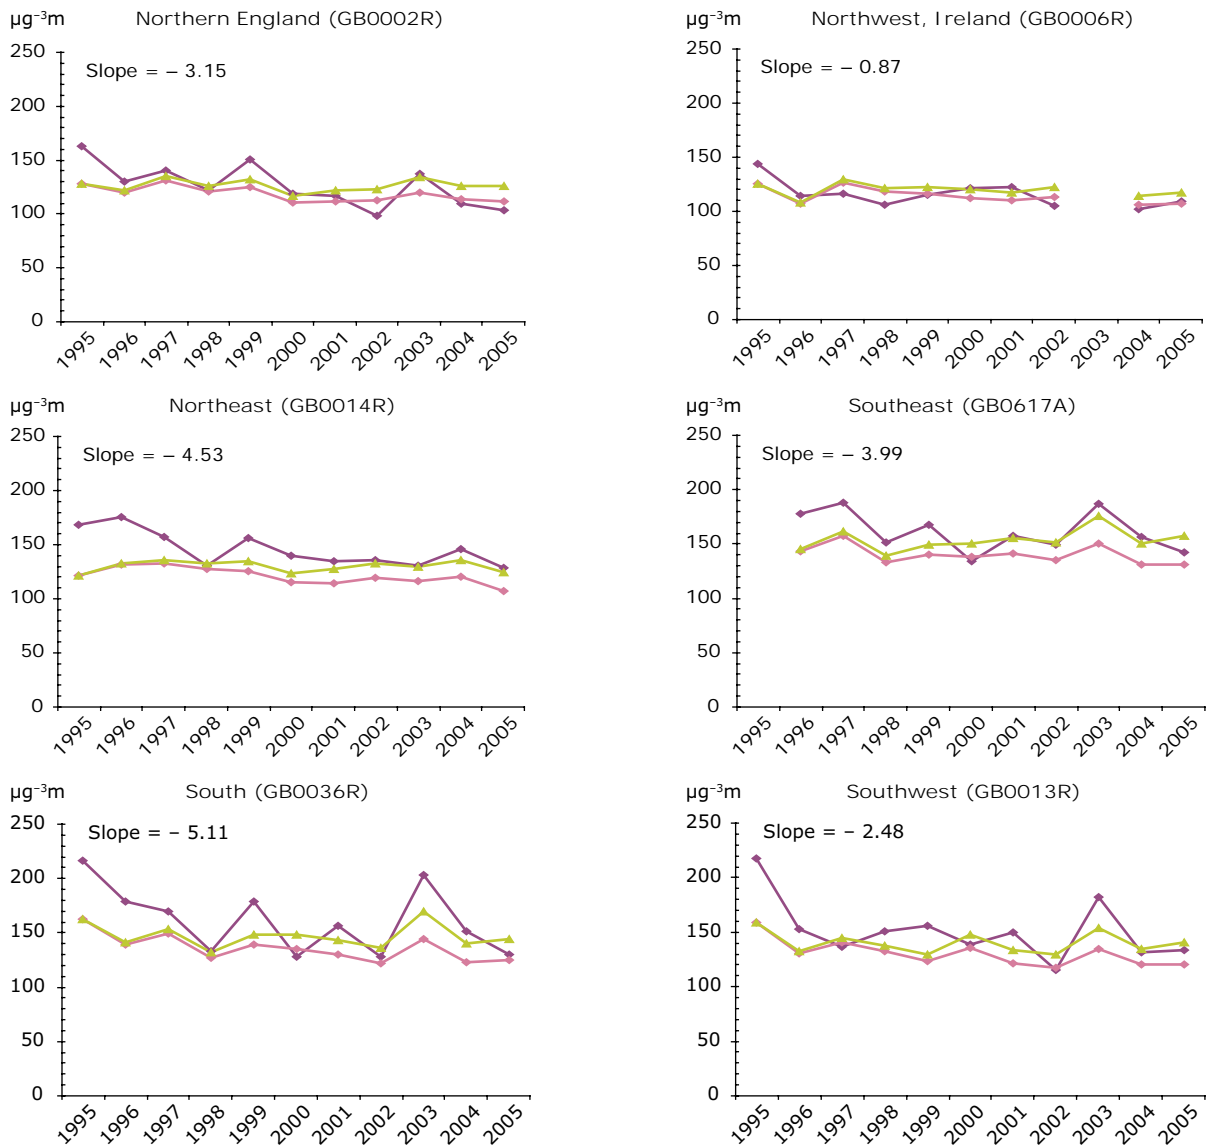 µg⁻³m Northern England (GB0002R)
250
Slope = – 3.15
200
150
100
50
0
1995 1996 1997 1998 1999 2000 2001 2002 2003 2004 2005
µg⁻³m Northwest, Ireland (GB0006R)
250
Slope = – 0.87
200
150
100
50
0
1995 1996 1997 1998 1999 2000 2001 2002 2003 2004 2005
µg⁻³m Northeast (GB0014R)
250
Slope = – 4.53
200
150
100
50
0
1995 1996 1997 1998 1999 2000 2001 2002 2003 2004 2005
µg⁻³m Southeast (GB0617A)
250
Slope = – 3.99
200
150
100
50
0
1995 1996 1997 1998 1999 2000 2001 2002 2003 2004 2005
µg⁻³m South (GB0036R)
250
Slope = – 5.11
200
150
100
50
0
1995 1996 1997 1998 1999 2000 2001 2002 2003 2004 2005
µg⁻³m Southwest (GB0013R)
250
Slope = – 2.48
200
150
100
50
0
1995 1996 1997 1998 1999 2000 2001 2002 2003 2004 2005